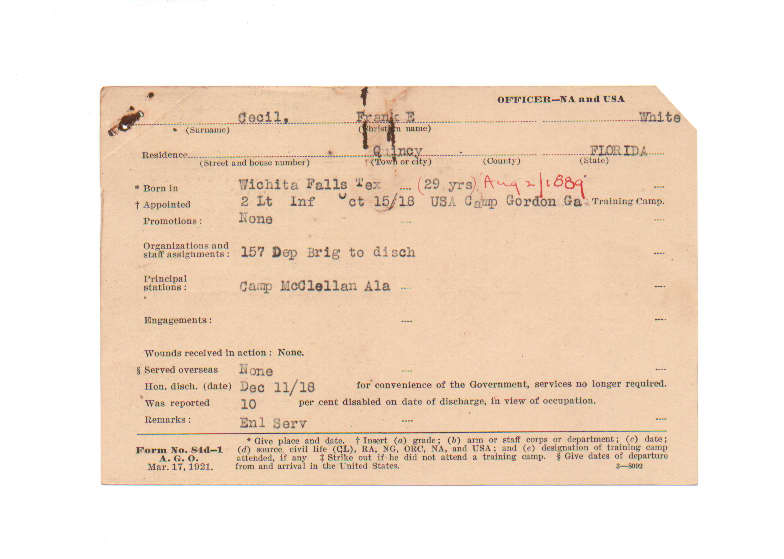 OFFICER—NA and USA
Cecil, Frank E White
(Surname) (Christian name)
Residence Quincy FLORIDA
(Street and house number) (Town or city) (County) (State)
* Born in Wichita Falls Tex (29 yrs) Aug 2/1889
† Appointed 2 Lt Inf Oct 15/18 USA Camp Gordon Ga. Training Camp.
Promotions: None
Organizations and
staff assignments: 157 Dep Brig to disch
Principal
stations: Camp McClellan Ala
Engagements:
Wounds received in action: None.
§ Served overseas None
Hon. disch. (date) Dec 11/18 for convenience of the Government, services no longer required.
Was reported 10 per cent disabled on date of discharge, in view of occupation.
Remarks: Enl Serv
Form No. 84d-1
A. G. O.
Mar. 17, 1921.
* Give place and date. † Insert (a) grade; (b) arm or staff corps or department; (c) date;
(d) source, civil life (CL), RA, NG, ORC, NA, and USA; and (e) designation of training camp
attended, if any ‡ Strike out if he did not attend a training camp. § Give dates of departure
from and arrival in the United States. 3—8092